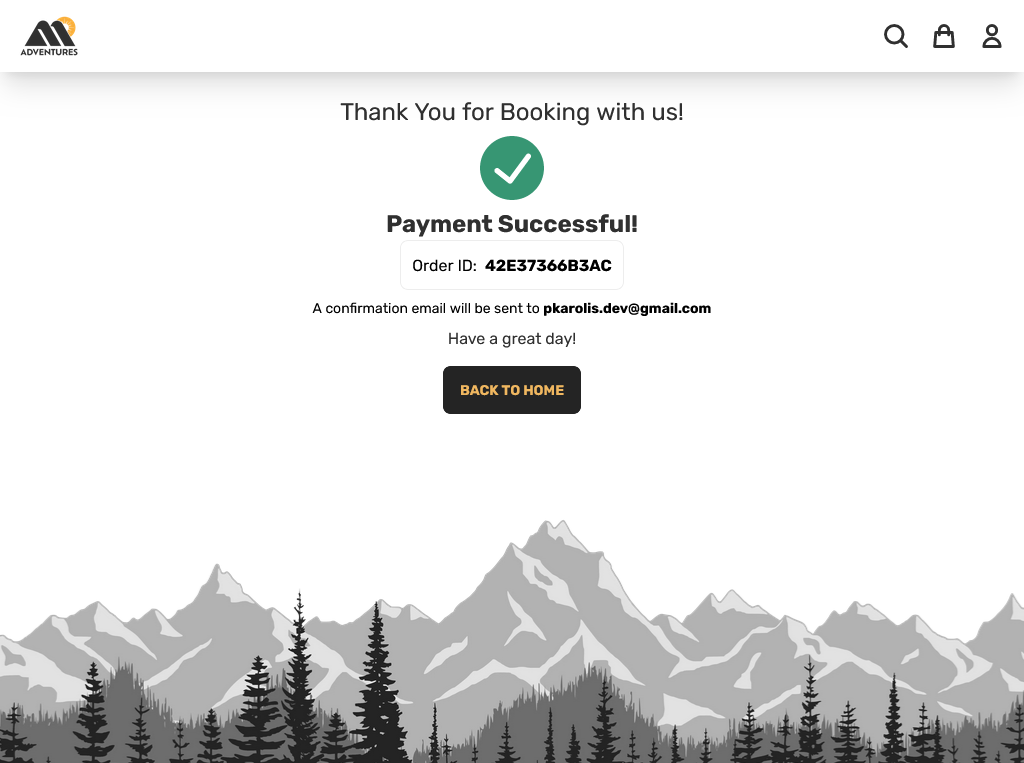 ADVENTURES
Thank You for Booking with us!
Payment Successful!
Order ID: 42E37366B3AC
A confirmation email will be sent to pkarolis.dev@gmail.com
Have a great day!
BACK TO HOME